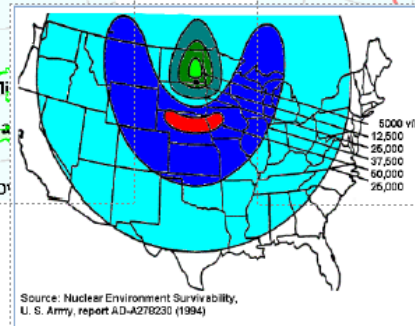 5000 v/
12,500
25,000
37,500
50,000
25,000
Source: Nuclear Environment Survivability,
U. S. Army, report AD-A278230 (1994)